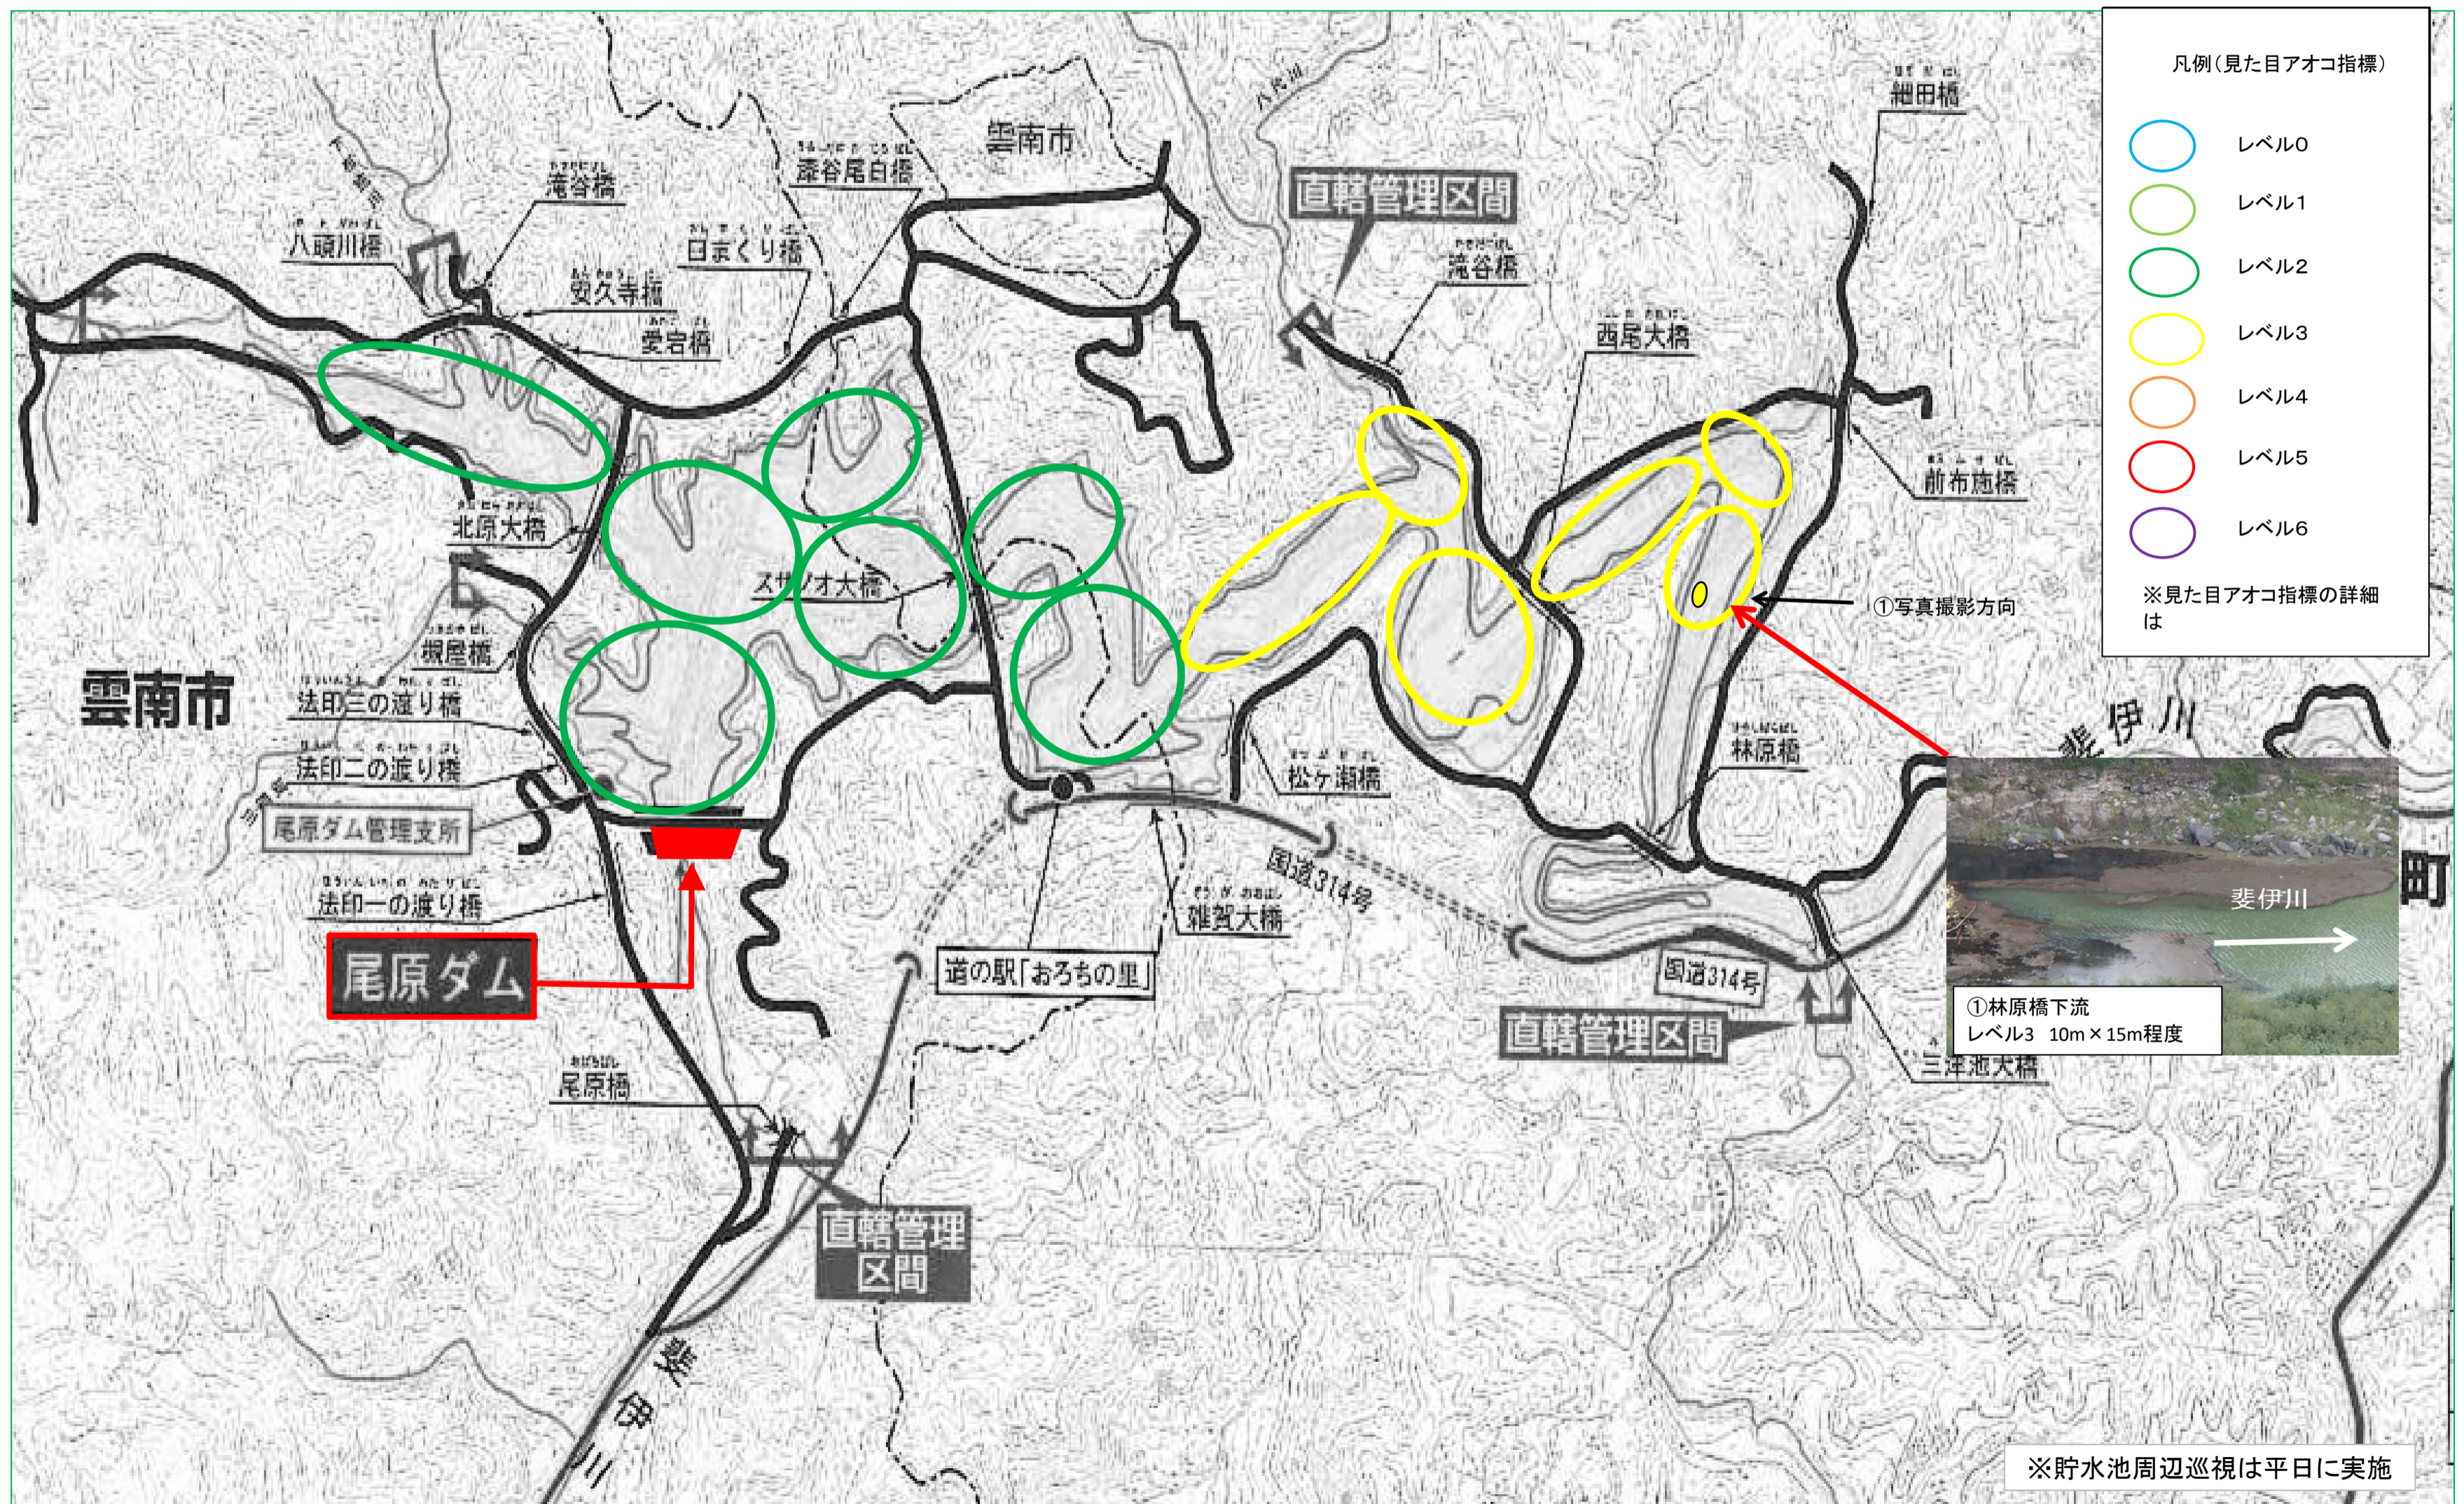 凡例(見た目アオコ指標)
レベル0
レベル1
レベル2
レベル3
レベル4
レベル5
レベル6
※見た目アオコ指標の詳細
は
細田橋
八代川
雲南市
直轄管理区間
滝谷橋
八頭川橋
安久寺橋
愛宕橋
日まくり橋
滝谷橋
西尾大橋
前布施橋
北原大橋
スサノオ大橋
①写真撮影方向
槻屋橋
雲南市
法印三の渡り橋
法印二の渡り橋
尾原ダム管理支所
法印一の渡り橋
尾原ダム
松ヶ瀬橋
林原橋
斐伊川
国道314号
雑賀大橋
道の駅「おろちの里」
国道314号
直轄管理区間
斐伊川
①林原橋下流
レベル3 10m×15m程度
町
三津池大橋
尾原橋
直轄管理
区間
斐伊川
※貯水池周辺巡視は平日に実施